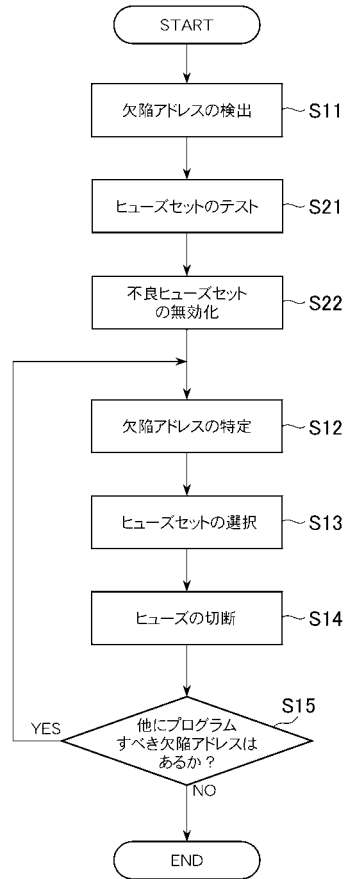 START
欠陥アドレスの検出
S11
ヒューズセットのテスト
S21
不良ヒューズセット
の無効化
S22
欠陥アドレスの特定
S12
ヒューズセットの選択
S13
ヒューズの切断
S14
S15
他にプログラム
すべき欠陥アドレスは
あるか？
YES
NO
END